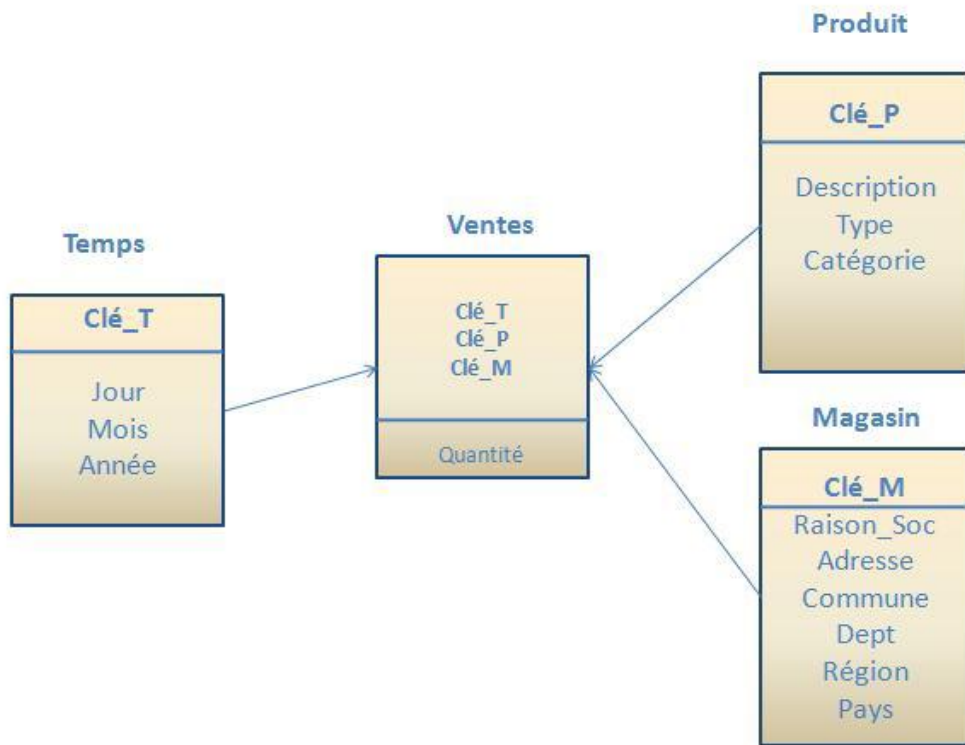 Temps
Clé_T
Jour
Mois
Année
Ventes
Clé_T
Clé_P
Clé_M
Quantité
Produit
Clé_P
Description
Type
Catégorie
Magasin
Clé_M
Raison_Soc
Adresse
Commune
Dept
Région
Pays